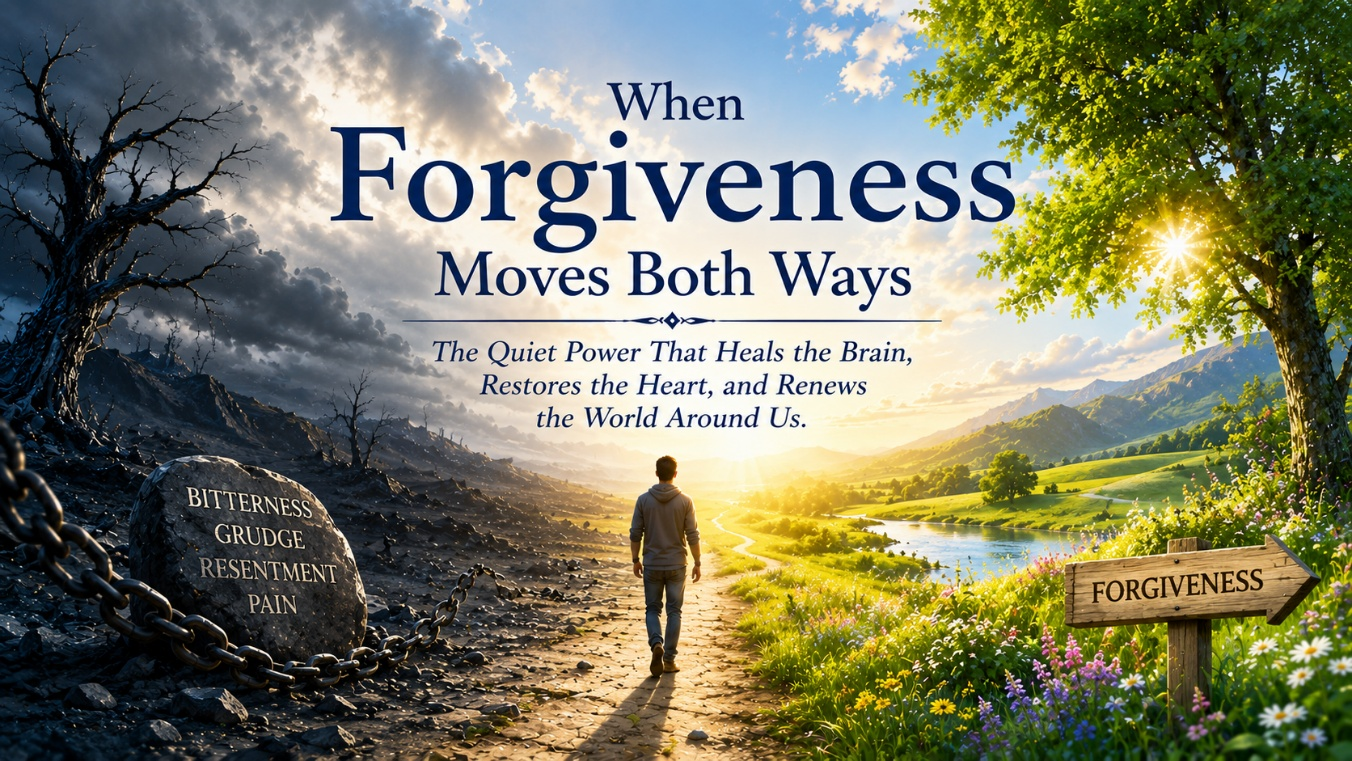 When
Forgiveness
Moves Both Ways
The Quiet Power That Heals the Brain,
Restores the Heart, and Renews
the World Around Us.
BITTERNESS
GRUDGE
RESENTMENT
PAIN
FORGIVENESS